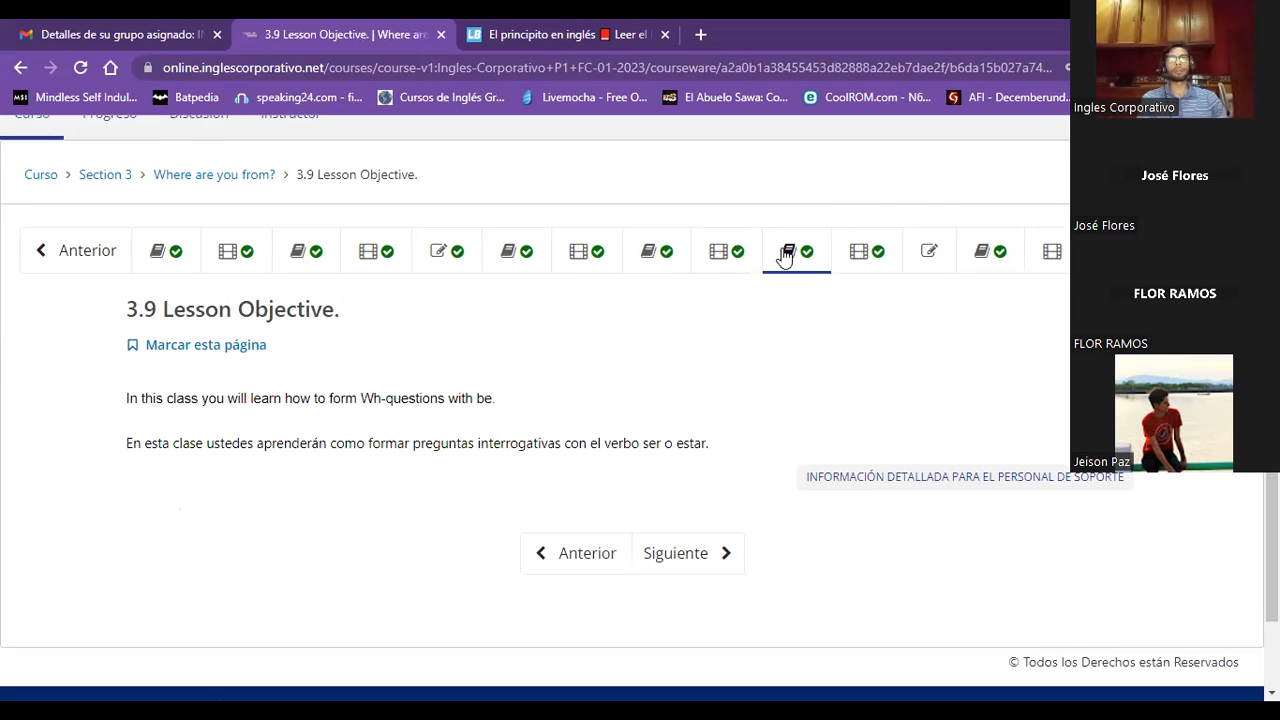 Detalles de su grupo asignado: I
3.9 Lesson Objective. | Where are
El principito en inglés 📕 Leer el
online.inglescorporativo.net/courses/course-v1:Ingles-Corporativo+P1+FC-01-2023/courseware/a2a0b1a38455453d82888a22eb7dae2f/b6da15b027a74...
Mindless Self Indul...
Batpedia
speaking24.com - fi...
Cursos de Inglés Gr...
Livemocha - Free O...
El Abuelo Sawa: Co...
CoolROM.com - N6...
AFI - Decemberund...
Curso
Progreso
Discusión
Instructor
Curso > Section 3 > Where are you from? > 3.9 Lesson Objective.
Anterior
3.9 Lesson Objective.
Marcar esta página
In this class you will learn how to form Wh-questions with be.
En esta clase ustedes aprenderán como formar preguntas interrogativas con el verbo ser o estar.
INFORMACIÓN DETALLADA PARA EL PERSONAL DE SOPORTE
Anterior
Siguiente
© Todos los Derechos están Reservados
Ingles Corporativo
José Flores
José Flores
FLOR RAMOS
FLOR RAMOS
Jeison Paz